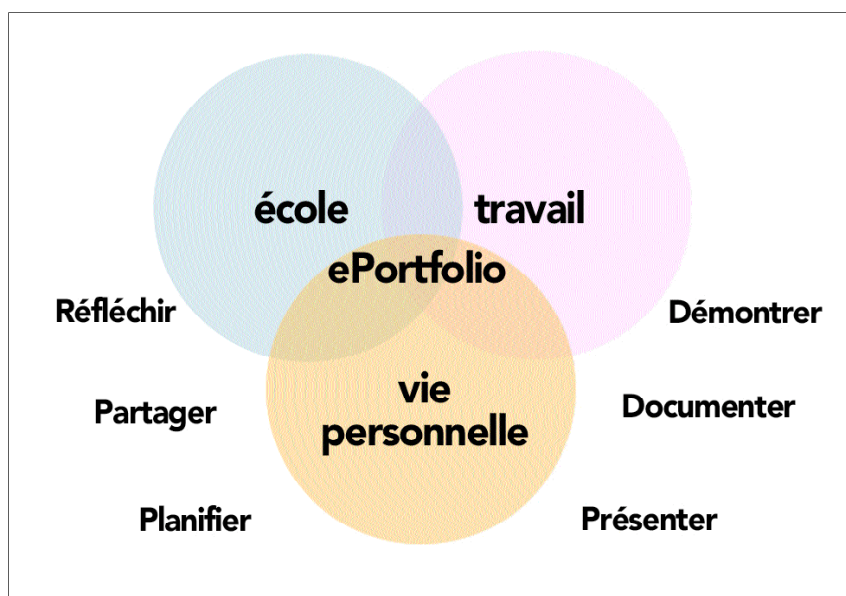 école
travail
ePortfolio
Réfléchir
Démontrer
vie
personnelle
Partager
Documenter
Planifier
Présenter